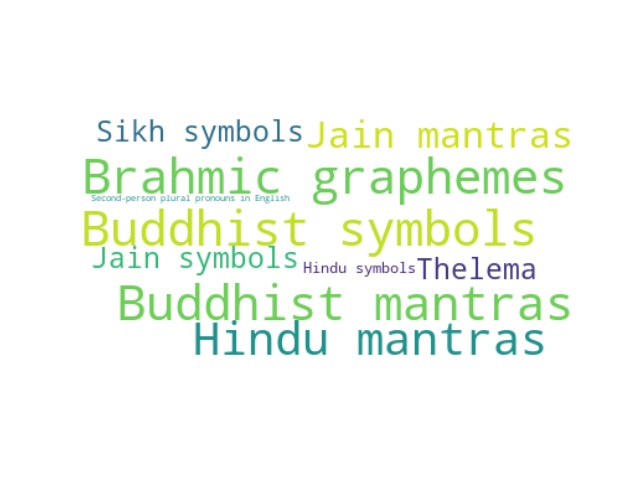 Sikh symbols
Jain mantras
Brahmic graphemes
Second-person plural pronouns in English
Buddhist symbols
Jain symbols
Hindu symbols
Thelema
Buddhist mantras
Hindu mantras